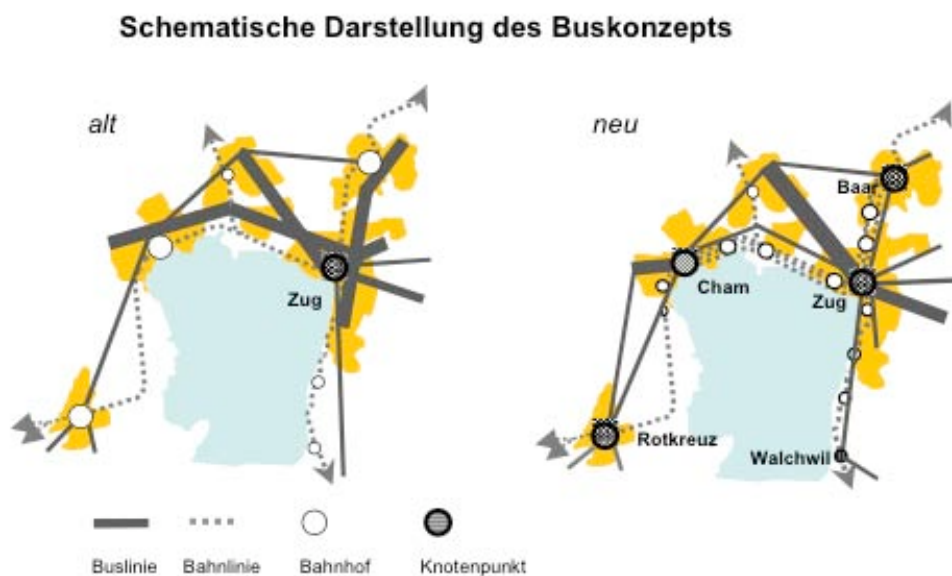 Schematische Darstellung des Buskonzepts
alt
neu
Zug
Baar
Cham
Zug
Rotkreuz
Walchwil
Buslinie
Bahnlinie
Bahnhof
Knotenpunkt